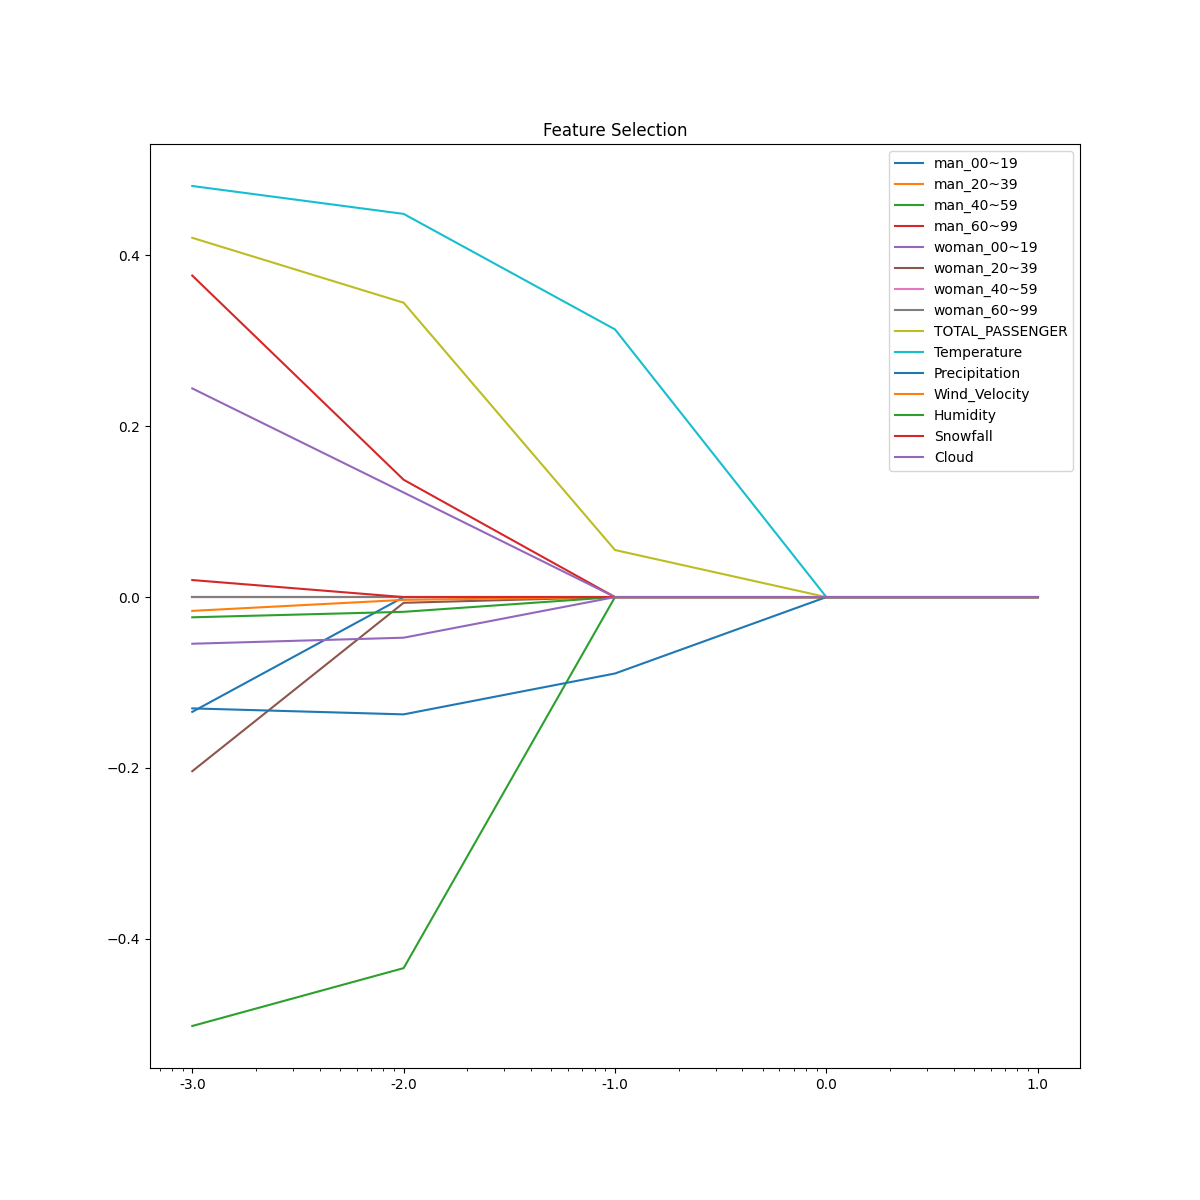 Feature Selection
man_00~19
man_20~39
man_40~59
man_60~99
woman_00~19
woman_20~39
woman_40~59
woman_60~99
TOTAL_PASSENGER
Temperature
Precipitation
Wind_Velocity
Humidity
Snowfall
Cloud
0.4
0.2
0.0
−0.2
−0.4
-3.0 -2.0 -1.0 0.0 1.0